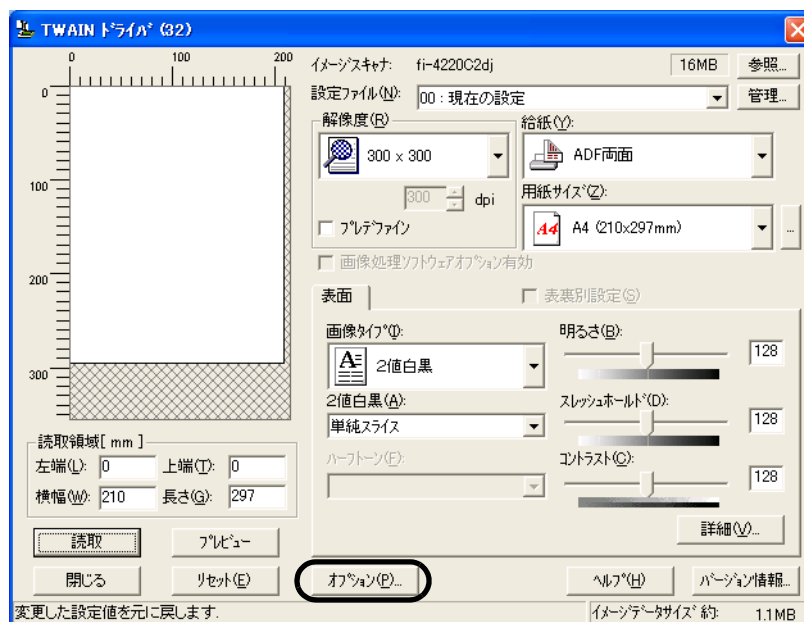 TWAIN ドライバ (32)
0 100 200
0
100
200
300
イメージスキャナ: fi-4220C2dj 16MB 参照...
設定ファイル(N): 00 : 現在の設定 管理...
解像度(R)
300 × 300
300 dpi
プレデファイン
給紙(Y):
ADF両面
用紙サイズ(Z):
A4 A4 (210x297mm) ...
画像処理ソフトウェアオプション有効
表面 表裏別設定(S)
画像タイプ(I):
A 2値白黒
2値白黒(A):
単純スライス
ハーフトーン(F):
明るさ(B):
128
スレッシュホールド(D):
128
コントラスト(C):
128
詳細(V)...
読取領域[ mm ]
左端(L): 0 上端(T): 0
横幅(W): 210 長さ(G): 297
読取 プレビュー
閉じる リセット(E) オプション(P)... ヘルプ(H) バージョン情報...
変更した設定値を元に戻します. イメージデータサイズ 約: 1.1MB